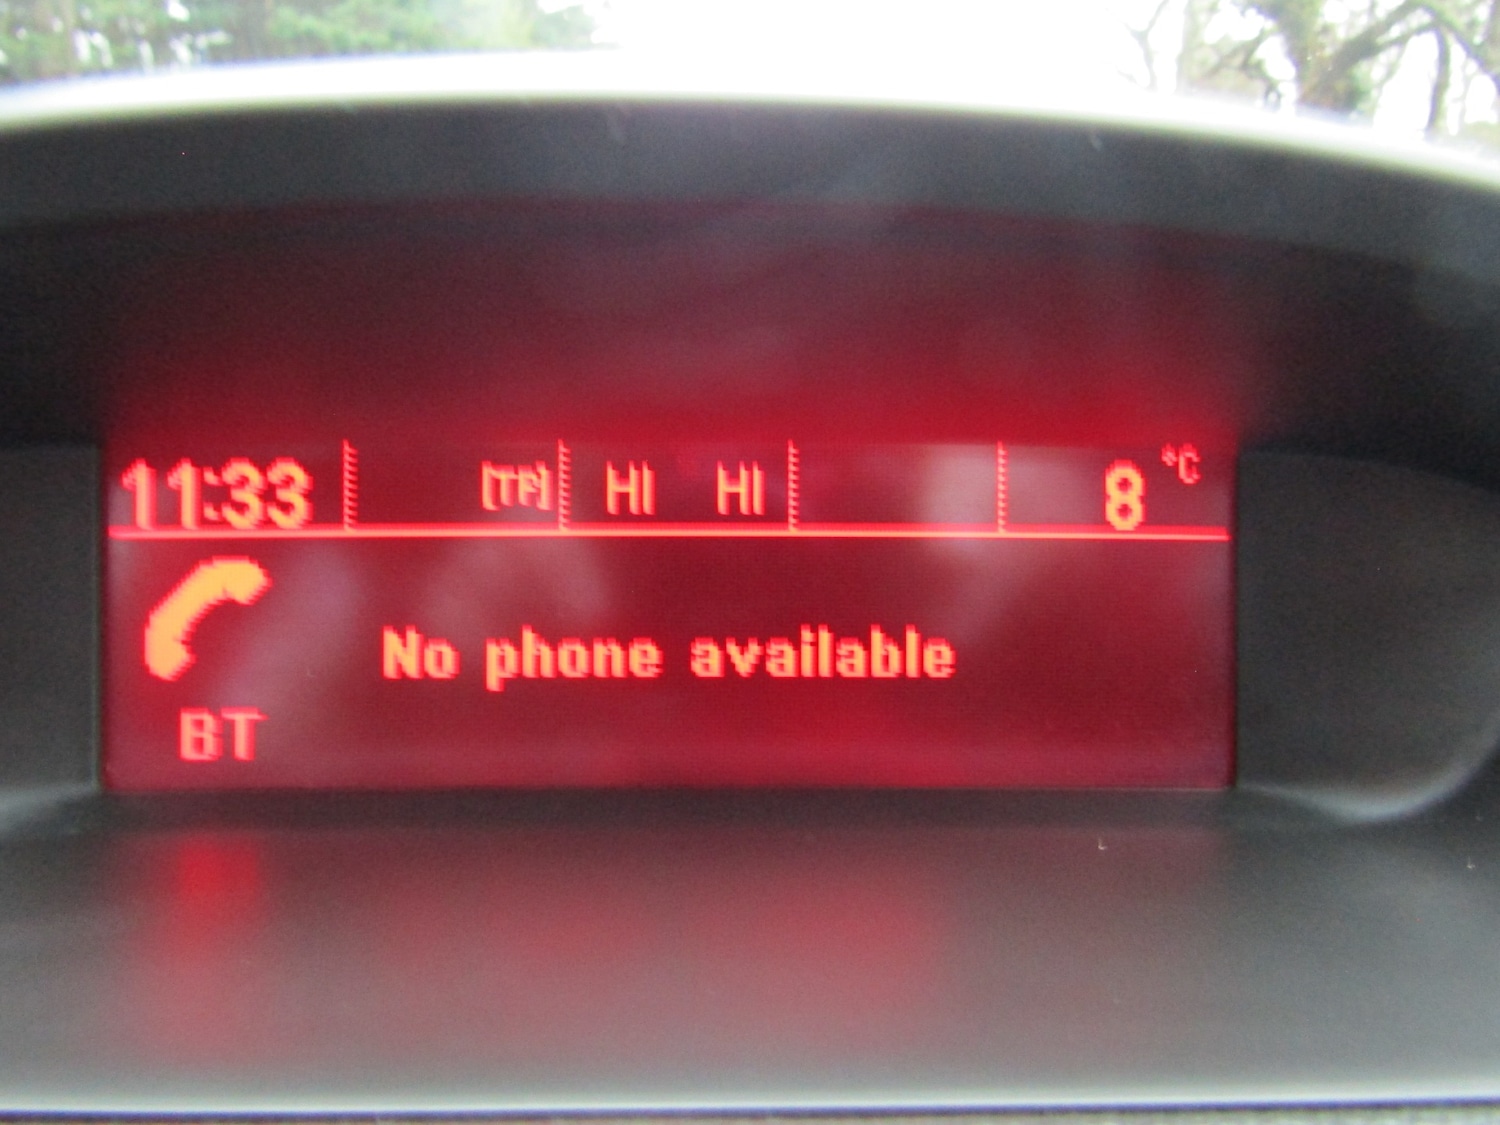 11:33 [TP] HI HI 8 °C
No phone available
BT